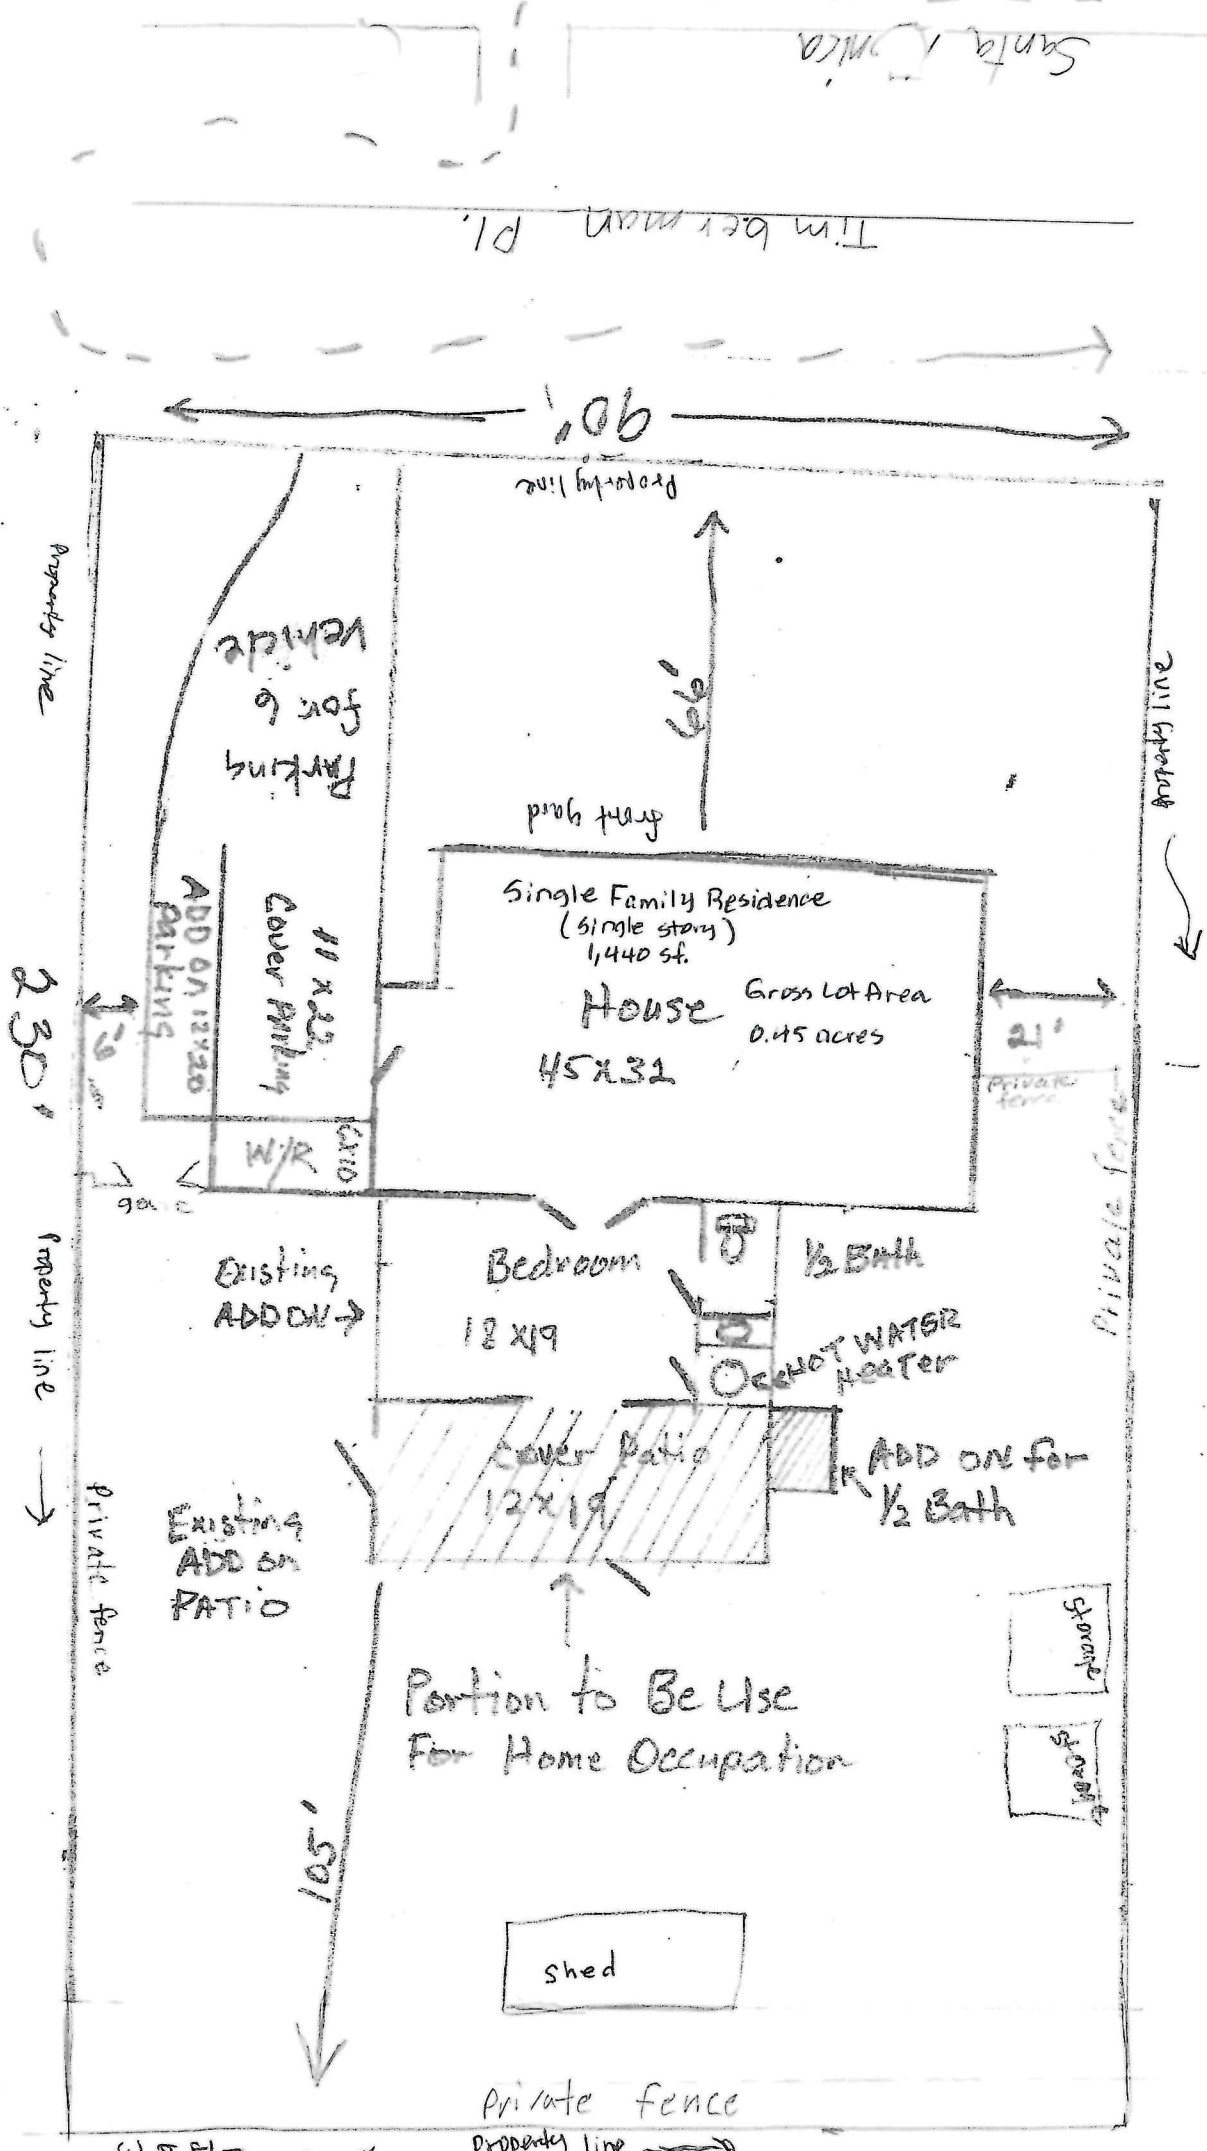 Santa
Timberman Pl.
90'
Property line
Property line
property line
66'
Parking
for 6
Vehicle
front yard
Single Family Residence
(single story)
1,440 sf.
House
45x32
Gross Lot Area
0.45 acres
11 x 22
Cover Parking
ADD ON 12x20
Parking
230'
6'
21'
Private
fence
Private fence
W/R
6x10
gate
Property line
Existing
ADD ON
Bedroom
18 x19
1/2 Bath
HOT WATER
HeaTer
Cover Patio
12x19
ADD ON for
1/2 Bath
Existing
ADD on
PATiO
Private fence
Portion to Be Use
For Home Occupation
Storage
105'
shed
Private fence
Property line